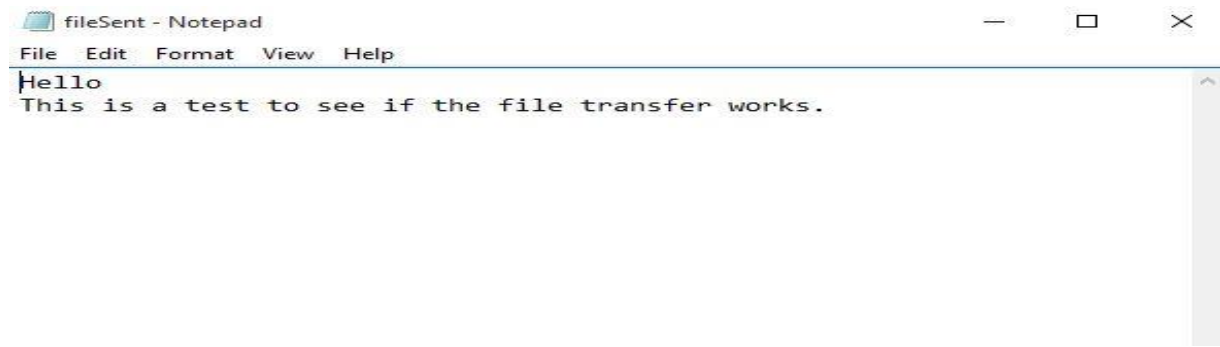 fileSent - Notepad
File Edit Format View Help
Hello
This is a test to see if the file transfer works.